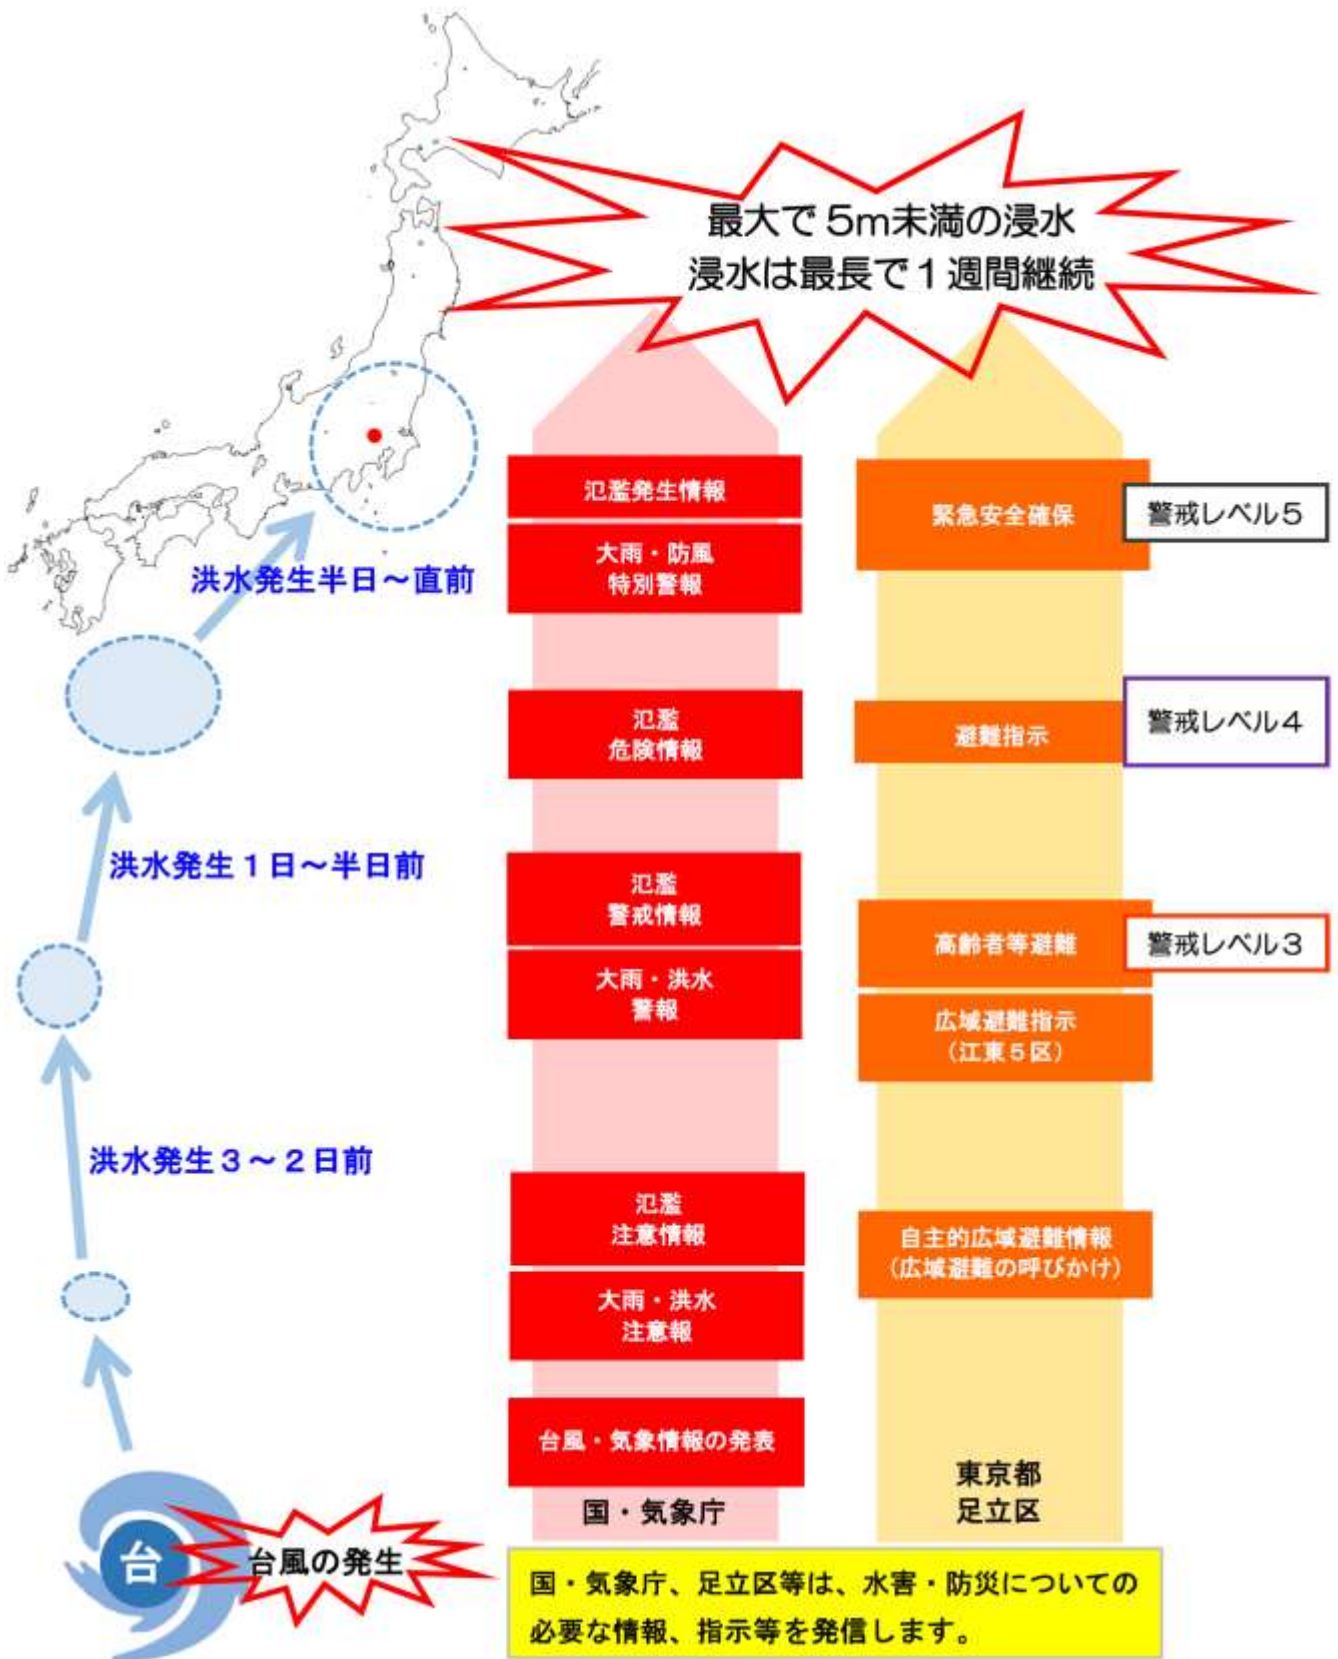 最大で5m未満の浸水
浸水は最長で1週間継続
氾濫発生情報
大雨・防風
特別警報
緊急安全確保
警戒レベル5
洪水発生半日～直前
氾濫
危険情報
避難指示
警戒レベル4
洪水発生1日～半日前
氾濫
警戒情報
大雨・洪水
警報
高齢者等避難
警戒レベル3
広域避難指示
(江東5区)
洪水発生3～2日前
氾濫
注意情報
大雨・洪水
注意報
自主的広域避難情報
(広域避難の呼びかけ)
台風・気象情報の発表
国・気象庁
東京都
足立区
台
台風の発生
国・気象庁、足立区等は、水害・防災についての
必要な情報、指示等を発信します。